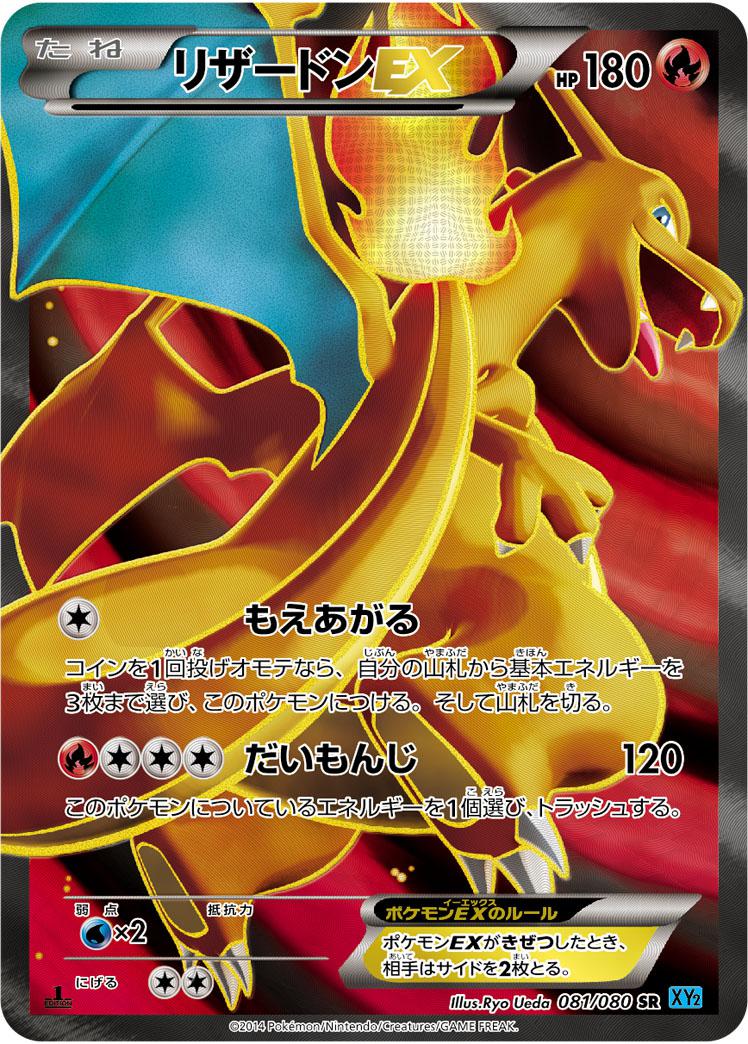 たね リザードンEX HP180
もえあがる
コインを1回投げオモテなら、自分の山札から基本エネルギーを
3枚まで選び、このポケモンにつける。そして山札を切る。
だいもんじ 120
このポケモンについているエネルギーを1個選び、トラッシュする。
弱点 抵抗力
×2
にげる
ポケモンEXのルール
ポケモンEXがきぜつしたとき、
相手はサイドを2枚とる。
1 EDITION
Illus.Ryo Ueda 081/080 SR XY2
©2014 Pokémon/Nintendo/Creatures/GAME FREAK.